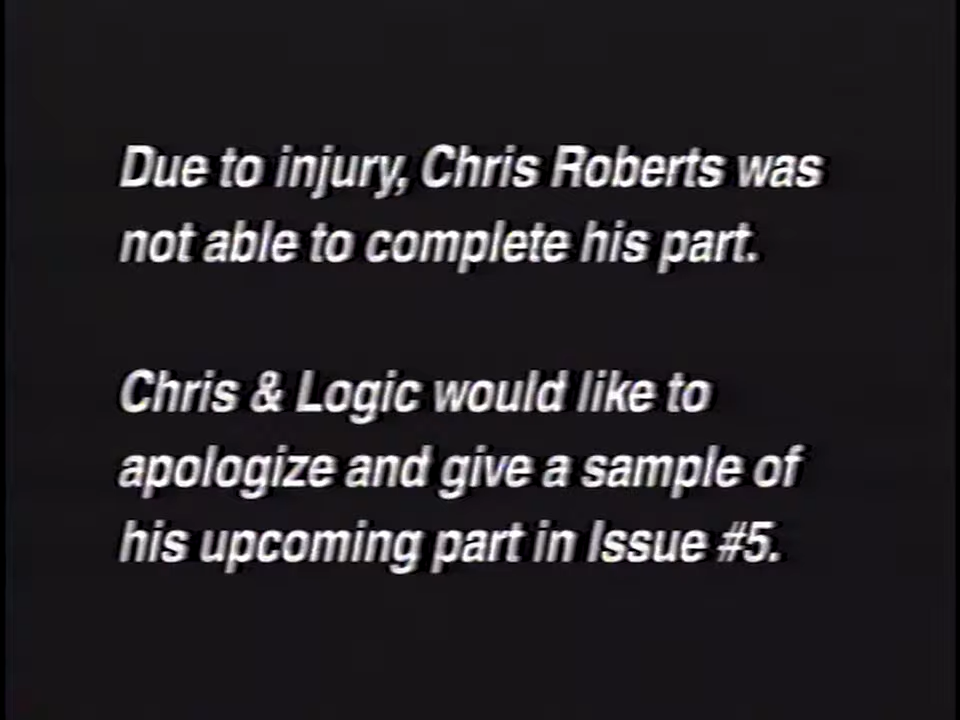 Due to injury, Chris Roberts was
not able to complete his part.
Chris & Logic would like to
apologize and give a sample of
his upcoming part in Issue #5.